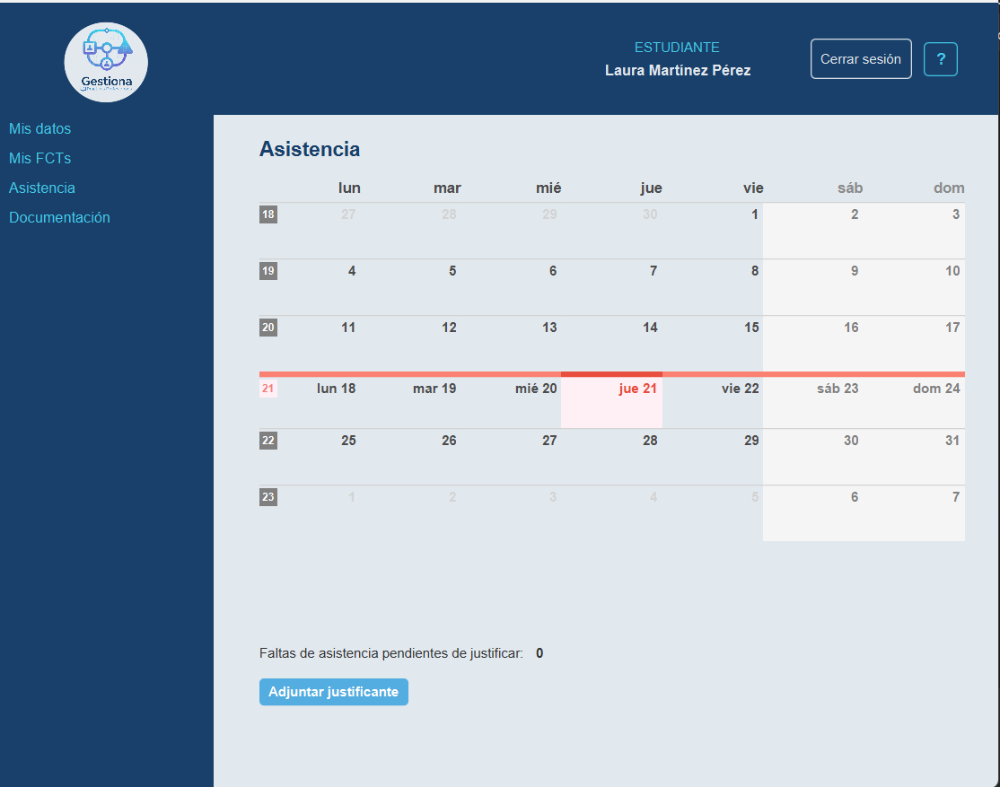 Gestiona
ESTUDIANTE
Laura Martínez Pérez
Cerrar sesión
?
Mis datos
Mis FCTs
Asistencia
Documentación
Asistencia
lun mar mié jue vie sáb dom
18 27 28 29 30 1 2 3
19 4 5 6 7 8 9 10
20 11 12 13 14 15 16 17
21 lun 18 mar 19 mié 20 jue 21 vie 22 sáb 23 dom 24
22 25 26 27 28 29 30 31
23 1 2 3 4 5 6 7
Faltas de asistencia pendientes de justificar: 0
Adjuntar justificante